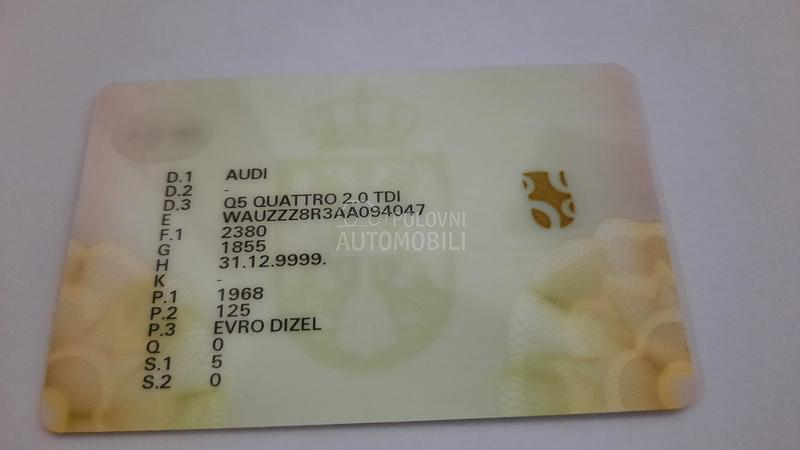 D.1 AUDI
D.2 -
D.3 Q5 QUATTRO 2.0 TDI
E WAUZZZ8R3AA094047
F.1 2380
G 1855
H 31.12.9999.
K -
P.1 1968
P.2 125
P.3 EVRO DIZEL
Q 0
S.1 5
S.2 0
POLOVNI
AUTOMOBILI